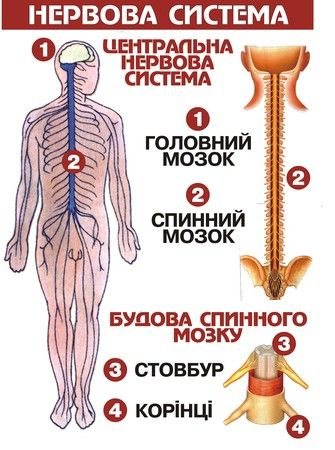 НЕРВОВА СИСТЕМА
1
ЦЕНТРАЛЬНА
НЕРВОВА
СИСТЕМА
1
ГОЛОВНИЙ
МОЗОК
2
2
2
СПИННИЙ
МОЗОК
БУДОВА СПИННОГО
МОЗКУ
3
3 СТОВБУР
4 КОРІНЦІ
4